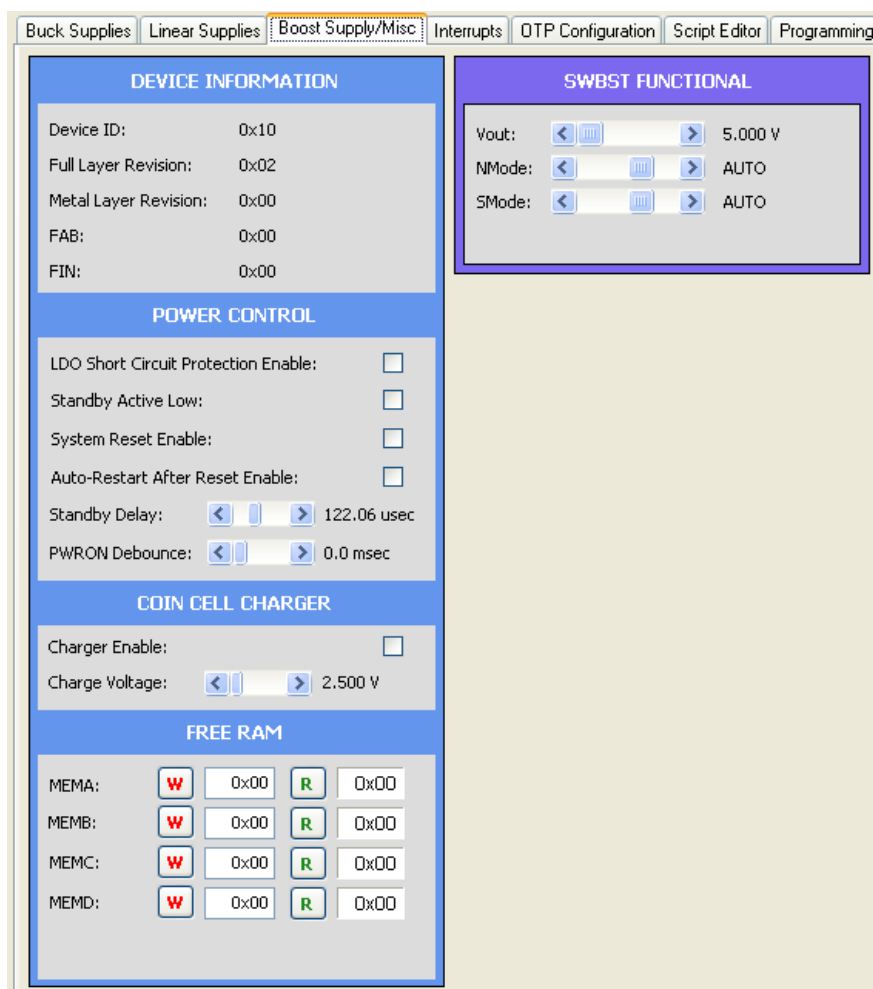 Buck Supplies Linear Supplies Boost Supply/Misc Interrupts OTP Configuration Script Editor Programming
DEVICE INFORMATION
Device ID: 0x10
Full Layer Revision: 0x02
Metal Layer Revision: 0x00
FAB: 0x00
FIN: 0x00
POWER CONTROL
LDO Short Circuit Protection Enable:
Standby Active Low:
System Reset Enable:
Auto-Restart After Reset Enable:
Standby Delay: 122.06 usec
PWRON Debounce: 0.0 msec
COIN CELL CHARGER
Charger Enable:
Charge Voltage: 2.500 V
FREE RAM
MEMA: W 0x00 R 0x00
MEMB: W 0x00 R 0x00
MEMC: W 0x00 R 0x00
MEMD: W 0x00 R 0x00
SWBST FUNCTIONAL
Vout: 5.000 V
NMode: AUTO
SMode: AUTO